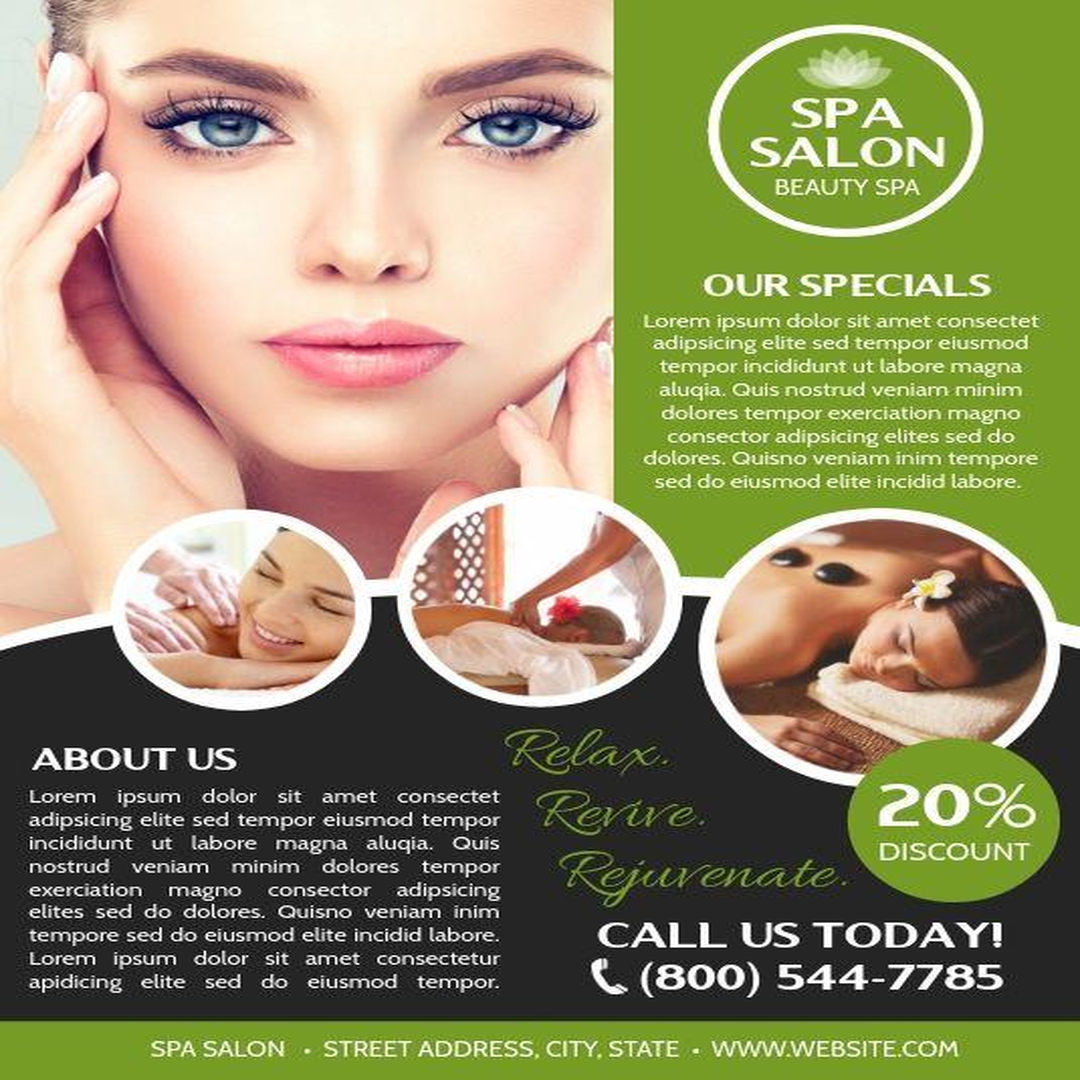 SPA
SALON
BEAUTY SPA
OUR SPECIALS
Lorem ipsum dolor sit amet consectet
adipsicing elite sed tempor eiusmod
tempor incididunt ut labore magna
aluqia. Quis nostrud veniam minim
dolores tempor exerciation magno
consector adipsicing elites sed do
dolores. Quisno veniam inim tempore
sed do eiusmod elite incidid labore.
ABOUT US
Lorem ipsum dolor sit amet consectet
adipsicing elite sed tempor eiusmod tempor
incididunt ut labore magna aluqia. Quis
nostrud veniam minim dolores tempor
exerciation magno consector adipsicing
elites sed do dolores. Quisno veniam inim
tempore sed do eiusmod elite incidid labore.
Lorem ipsum dolor sit amet consectetur
apidicing elite sed do eiusmod tempor.
Relax.
Revive.
Rejuvenate.
20%
DISCOUNT
CALL US TODAY!
(800) 544-7785
SPA SALON • STREET ADDRESS, CITY, STATE • WWW.WEBSITE.COM